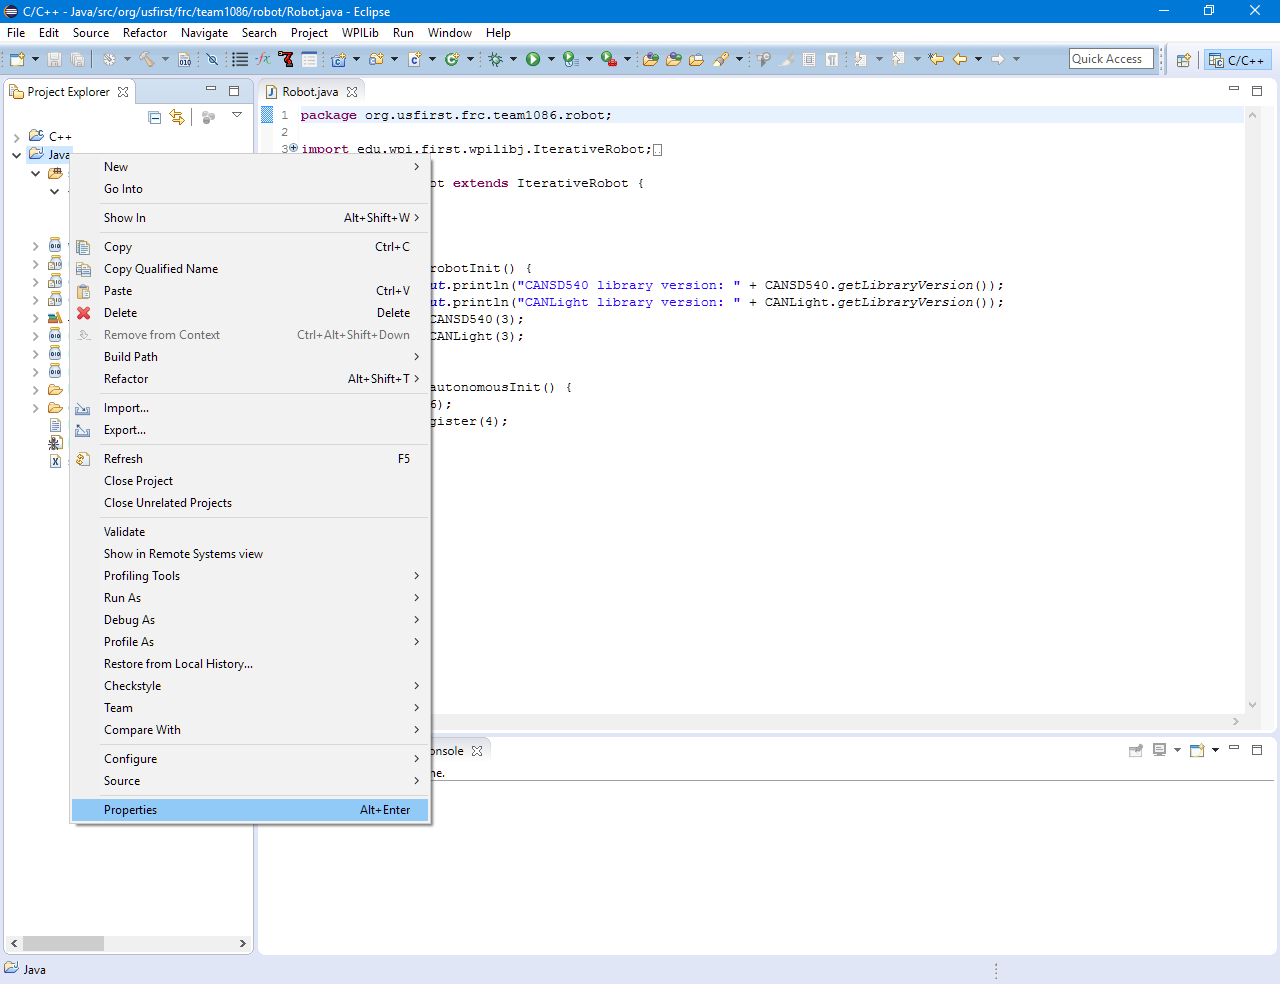 C/C++ - Java/src/org/usfirst/frc/team1086/robot/Robot.java - Eclipse
File Edit Source Refactor Navigate Search Project WPILib Run Window Help
Quick Access
C/C++
Project Explorer
Robot.java
C++
Java
1 package org.usfirst.frc.team1086.robot;
2
3 import edu.wpi.first.wpilibj.IterativeRobot;
ot extends IterativeRobot {
robotInit() {
ut.println("CANSD540 library version: " + CANSD540.getLibraryVersion());
ut.println("CANLight library version: " + CANLight.getLibraryVersion());
CANSD540(3);
CANLight(3);
autonomousInit() {
6);
gister(4);
New
Go Into
Show In Alt+Shift+W
Copy Ctrl+C
Copy Qualified Name
Paste Ctrl+V
Delete Delete
Remove from Context Ctrl+Alt+Shift+Down
Build Path
Refactor Alt+Shift+T
Import...
Export...
Refresh F5
Close Project
Close Unrelated Projects
Validate
Show in Remote Systems view
Profiling Tools
Run As
Debug As
Profile As
Restore from Local History...
Checkstyle
Team
Compare With
Configure
Source
Properties Alt+Enter
onsole
ne.
Java